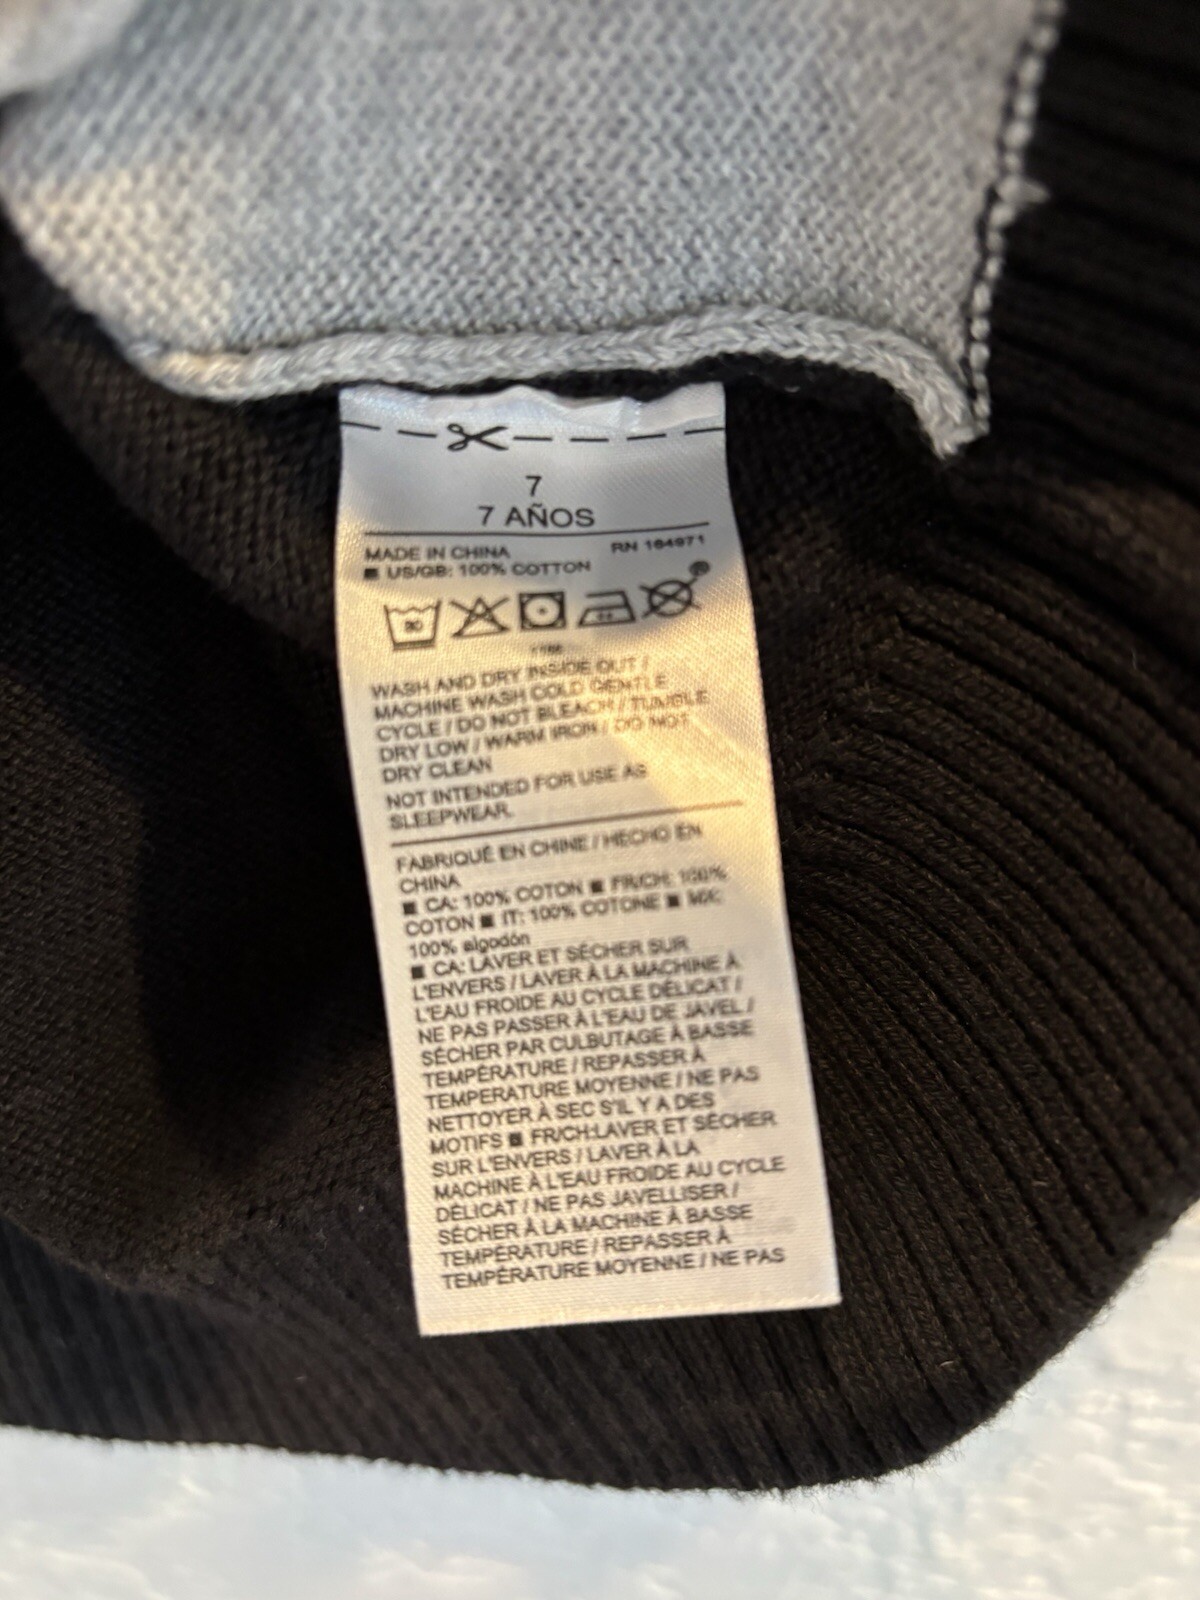 7
7 AÑOS
MADE IN CHINA RN 164971
■ US/GB: 100% COTTON
30
WASH AND DRY INSIDE OUT /
MACHINE WASH COLD GENTLE
CYCLE / DO NOT BLEACH / TUMBLE
DRY LOW / WARM IRON / DO NOT
DRY CLEAN
NOT INTENDED FOR USE AS
SLEEPWEAR.
FABRIQUÉ EN CHINE / HECHO EN
CHINA
■ CA: 100% COTON ■ FR/CH: 100%
COTON ■ IT: 100% COTONE ■ MX:
100% algodón
■ CA: LAVER ET SÉCHER SUR
L'ENVERS / LAVER À LA MACHINE À
L'EAU FROIDE AU CYCLE DÉLICAT /
NE PAS PASSER À L'EAU DE JAVEL /
SÉCHER PAR CULBUTAGE À BASSE
TEMPÉRATURE / REPASSER À
TEMPERATURE MOYENNE / NE PAS
NETTOYER À SEC S'IL Y A DES
MOTIFS ■ FR/CH:LAVER ET SÉCHER
SUR L'ENVERS / LAVER À LA
MACHINE À L'EAU FROIDE AU CYCLE
DÉLICAT / NE PAS JAVELLISER /
SÉCHER À LA MACHINE À BASSE
TEMPÉRATURE / REPASSER À
TEMPÉRATURE MOYENNE / NE PAS